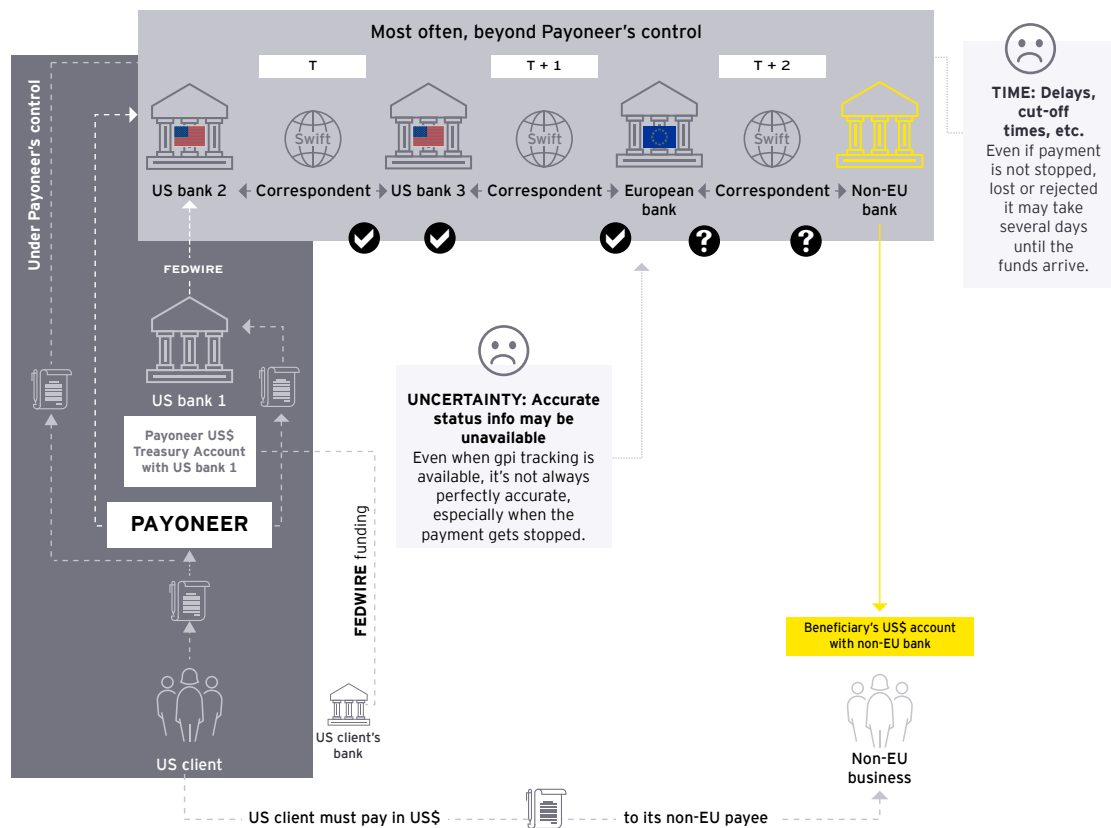 Most often, beyond Payoneer's control
T
T + 1
T + 2
Swift
Swift
Swift
US bank 2
Correspondent
US bank 3
Correspondent
European
bank
Correspondent
Non-EU
bank
TIME: Delays,
cut-off
times, etc.
Even if payment
is not stopped,
lost or rejected
it may take
several days
until the
funds arrive.
Under Payoneer's control
FEDWIRE
US bank 1
Payoneer US$
Treasury Account
with US bank 1
PAYONEER
UNCERTAINTY: Accurate
status info may be
unavailable
Even when gpi tracking is
available, it's not always
perfectly accurate,
especially when the
payment gets stopped.
FEDWIRE funding
US client's
bank
US client
Beneficiary's US$ account
with non-EU bank
Non-EU
business
US client must pay in US$
to its non-EU payee